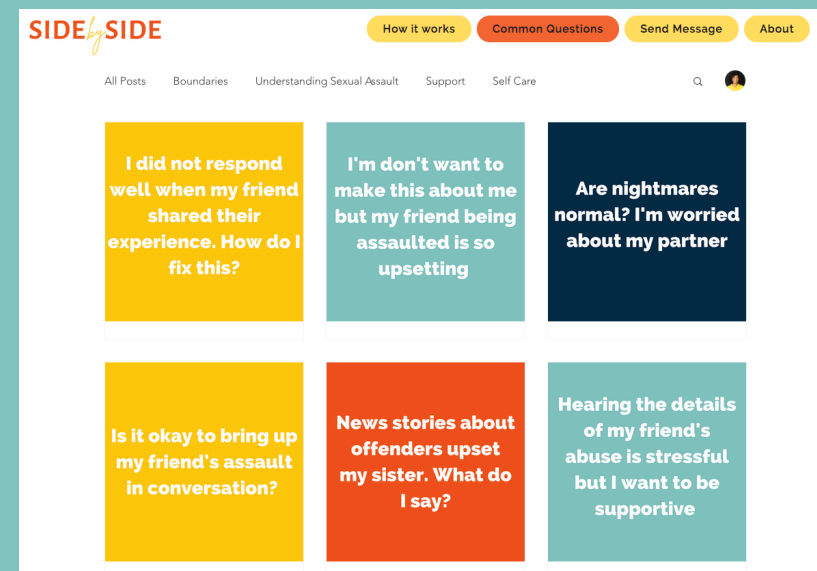 SIDE by SIDE
How it works
Common Questions
Send Message
About
All Posts
Boundaries
Understanding Sexual Assault
Support
Self Care
I did not respond
well when my friend
shared their
experience. How do I
fix this?
I'm don't want to
make this about me
but my friend being
assaulted is so
upsetting
Are nightmares
normal? I'm worried
about my partner
Is it okay to bring up
my friend's assault
in conversation?
News stories about
offenders upset
my sister. What do
I say?
Hearing the details
of my friend's
abuse is stressful
but I want to be
supportive